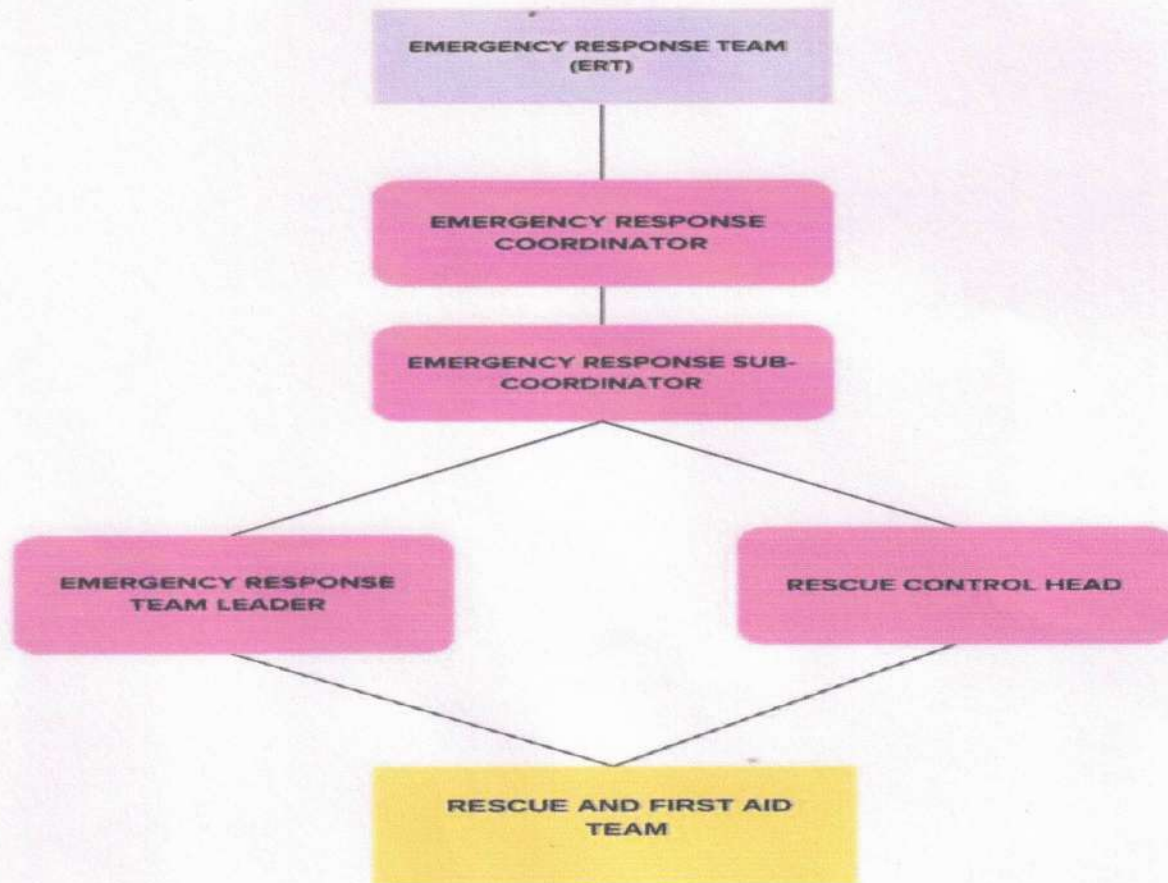 EMERGENCY RESPONSE TEAM
(ERT)
EMERGENCY RESPONSE
COORDINATOR
EMERGENCY RESPONSE SUB-
COORDINATOR
EMERGENCY RESPONSE
TEAM LEADER
RESCUE CONTROL HEAD
RESCUE AND FIRST AID
TEAM